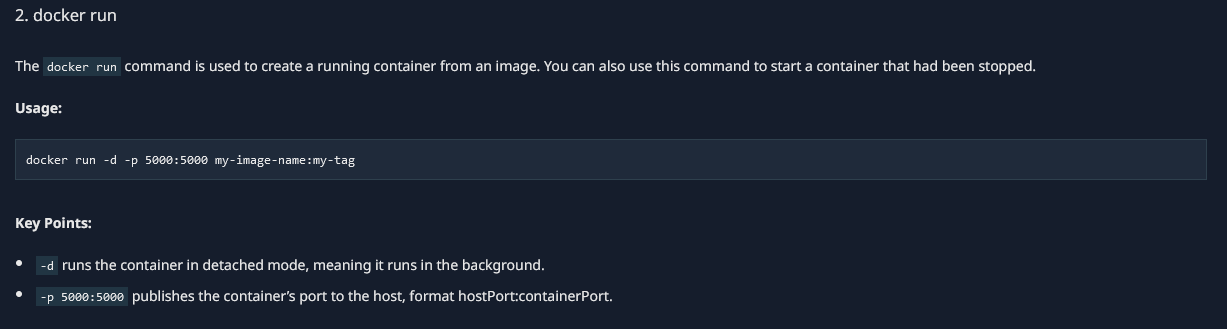 2. docker run
The docker run command is used to create a running container from an image. You can also use this command to start a container that had been stopped.
Usage:
docker run -d -p 5000:5000 my-image-name:my-tag
Key Points:
• -d runs the container in detached mode, meaning it runs in the background.
• -p 5000:5000 publishes the container’s port to the host, format hostPort:containerPort.